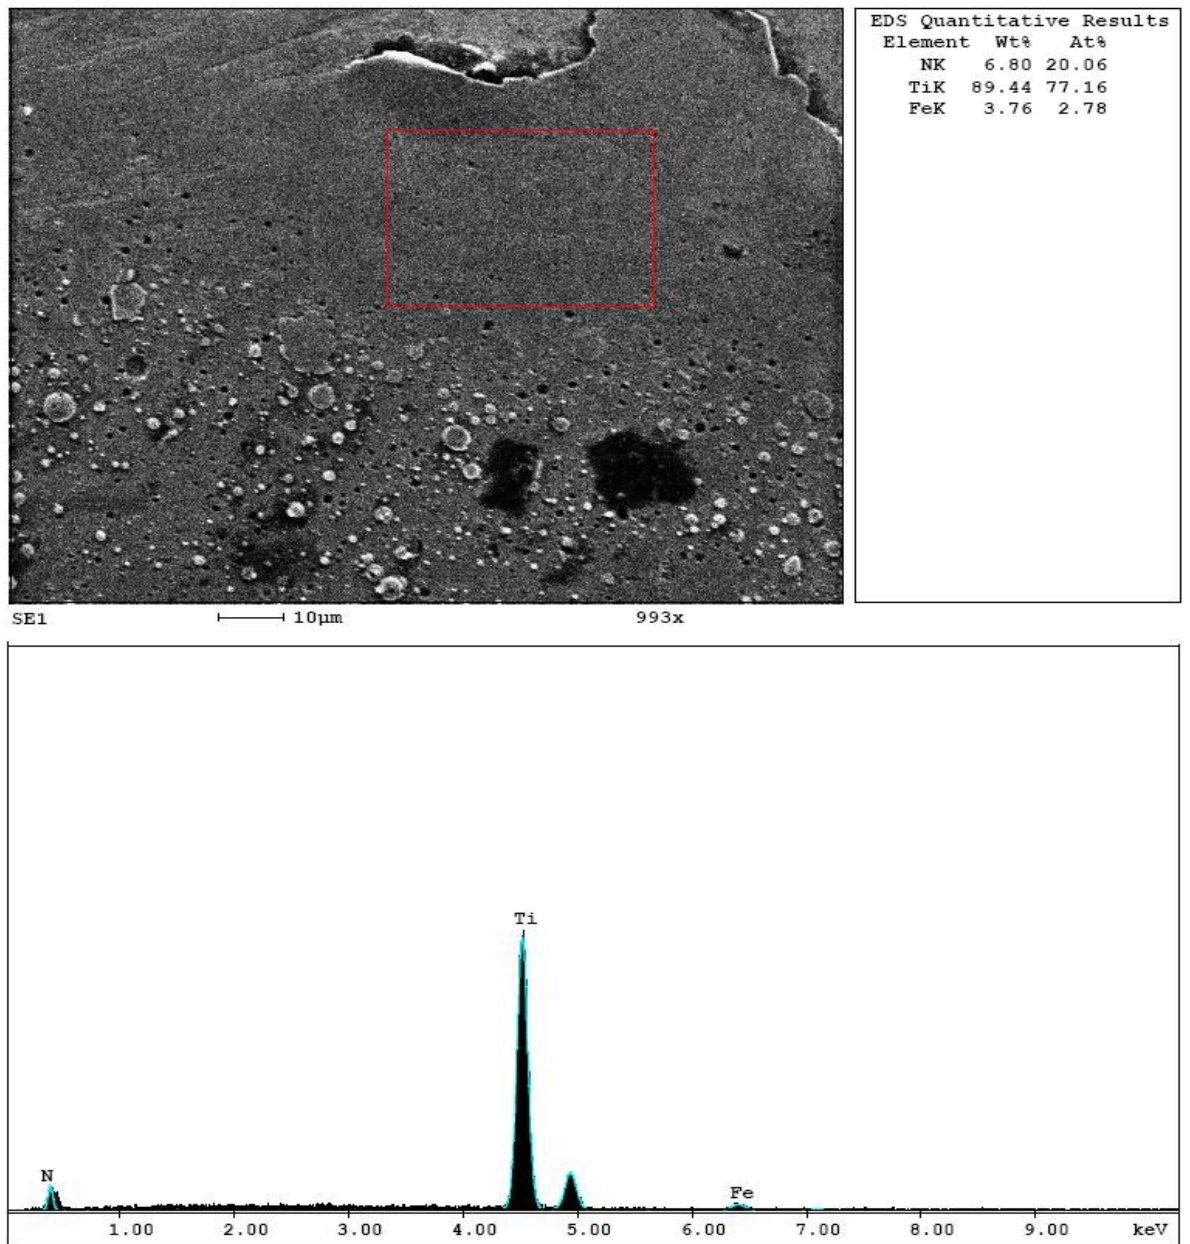 EDS Quantitative Results
Element Wt% At%
NK 6.80 20.06
TiK 89.44 77.16
FeK 3.76 2.78
SE1 10µm 993x
Ti
N
Fe
1.00 2.00 3.00 4.00 5.00 6.00 7.00 8.00 9.00 keV